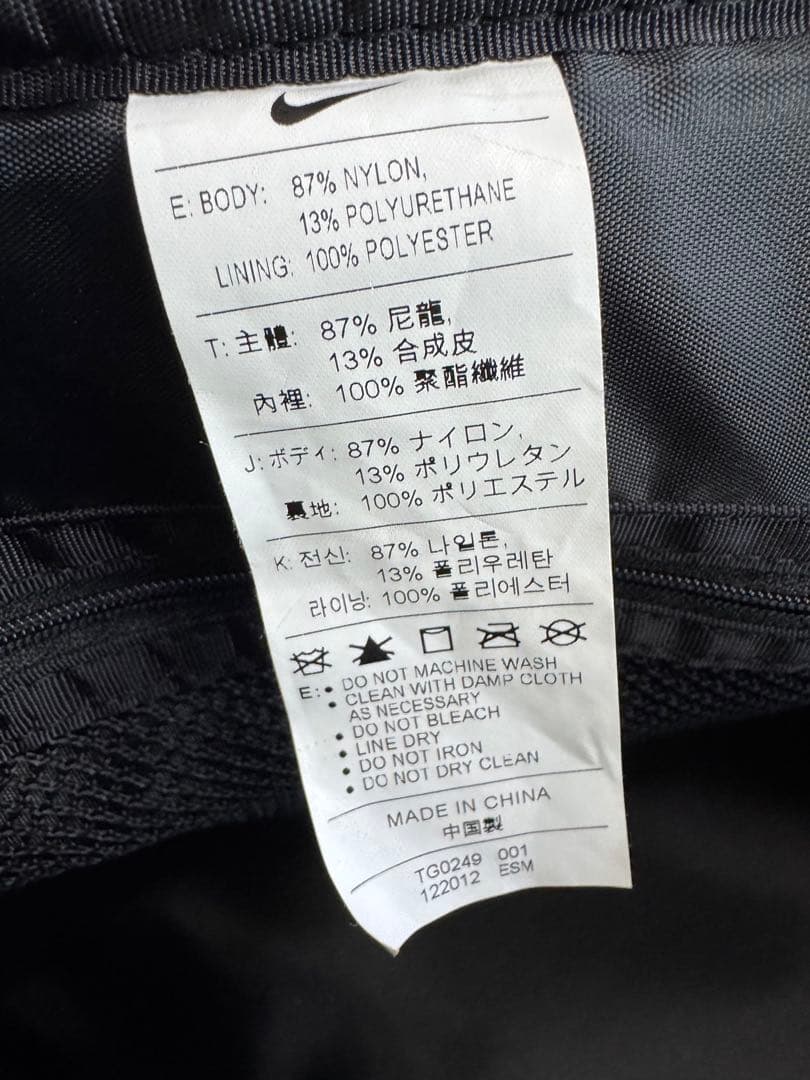 E: BODY: 87% NYLON,
13% POLYURETHANE
LINING: 100% POLYESTER
T: 主體: 87% 尼龍,
13% 合成皮
內裡: 100% 聚酯纖維
J: ボディ: 87% ナイロン,
13% ポリウレタン
裏地: 100% ポリエステル
K: 전신: 87% 나일론,
13% 폴리우레탄
라이닝: 100% 폴리에스터
E: • DO NOT MACHINE WASH
• CLEAN WITH DAMP CLOTH
AS NECESSARY
• DO NOT BLEACH
• LINE DRY
• DO NOT IRON
• DO NOT DRY CLEAN
MADE IN CHINA
中国製
TG0249 001
122012 ESM